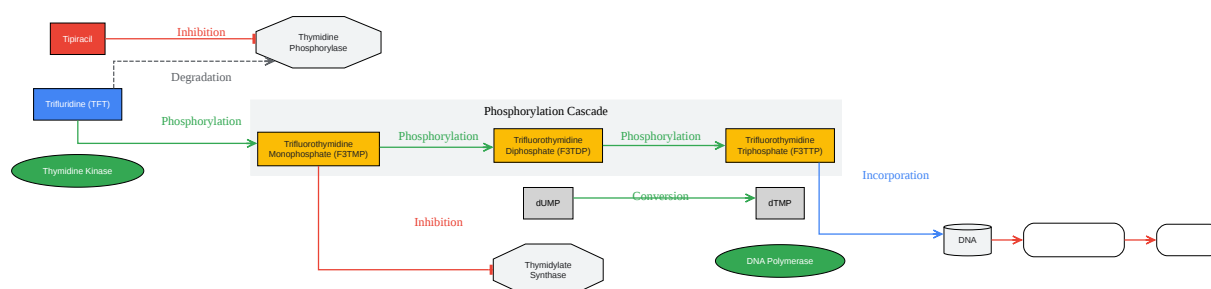 Tipiracil
Inhibition
Thymidine
Phosphorylase
Degradation
Trifluridine (TFT)
Phosphorylation Cascade
Phosphorylation
Trifluorothymidine
Monophosphate (F3TMP)
Phosphorylation
Trifluorothymidine
Diphosphate (F3TDP)
Phosphorylation
Trifluorothymidine
Triphosphate (F3TTP)
Thymidine Kinase
Incorporation
dUMP
Conversion
dTMP
Inhibition
DNA
Thymidylate
Synthase
DNA Polymerase